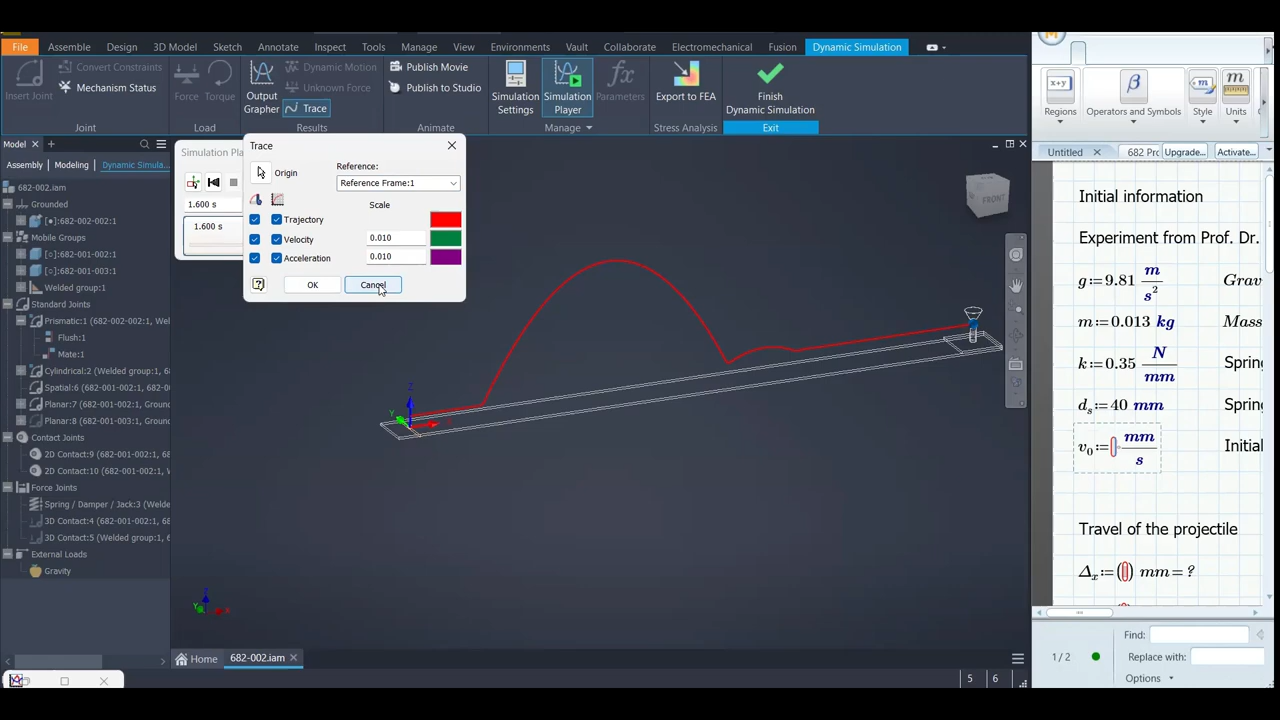 File Assembly Design 3D Model Sketch Annotate Inspect Tools Manage View Environments Vault Collaborate Electromechanical Fusion Dynamic Simulation
Insert Joint
Convert Constraints
Mechanism Status
Joint
Force
Torque
Load
Output Grapher
Dynamic Motion
Unknown Force
Trace
Results
Publish Movie
Publish to Studio
Animate
Simulation Settings
Simulation Player
Parameters
Manage
Export to FEA
Stress Analysis
Finish Dynamic Simulation
Exit
Model
Assembly Modeling Dynamic Simula...
682-002.iam
Grounded
[●]:682-002-002:1
Mobile Groups
[○]:682-001-002:1
[○]:682-001-003:1
Welded group:1
Standard Joints
Prismatic:1 (682-002-002:1, Wel
Flush:1
Mate:1
Cylindrical:2 (Welded group:1, 6
Spatial:6 (682-002-002:1, 682-0
Planar:7 (682-001-002:1, Groun
Planar:8 (682-001-003:1, Ground
Contact Joints
2D Contact:9 (682-001-002:1, 6
2D Contact:10 (682-001-002:1, 6
Force Joints
Spring / Damper / Jack:3 (Welded
3D Contact:4 (682-001-002:1, 68
3D Contact:5 (Welded group:1, 6
External Loads
Gravity
Simulation Pla
1.600 s
1.600 s
Trace
Origin
Reference:
Reference Frame:1
Scale
Trajectory
Velocity 0.010
Acceleration 0.010
OK Cancel
FRONT
Z
Y
Home 682-002.iam
5 6
Regions
Operators and Symbols
Style
Units
Untitled 682 Pro Upgrade... Activate...
Initial information
Experiment from Prof. Dr.
g:=9.81 m/s² Grav
m:=0.013 kg Mass
k:=0.35 N/mm Spring
dₛ:=40 mm Spring
v₀:= mm/s Initial
Travel of the projectile
Δₓ:=() mm=?
1 / 2
Find:
Replace with:
Options